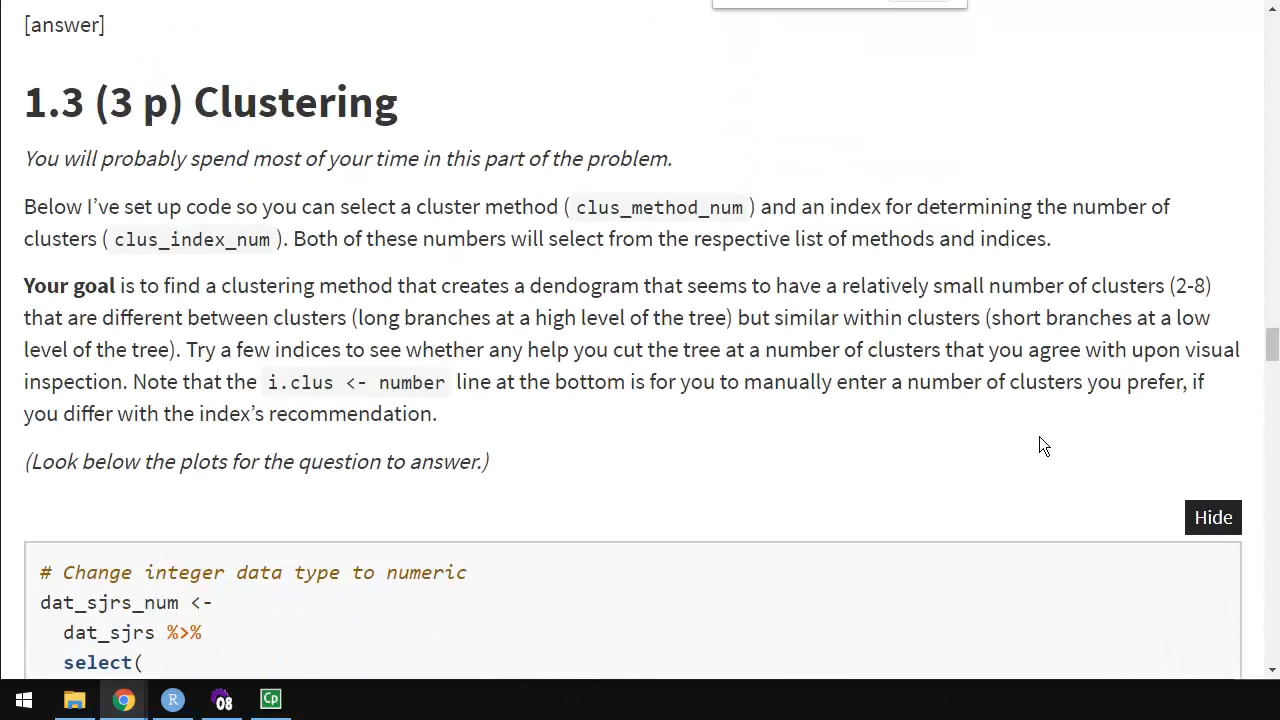 [answer]
1.3 (3 p) Clustering
You will probably spend most of your time in this part of the problem.
Below I’ve set up code so you can select a cluster method ( clus_method_num ) and an index for determining the number of
clusters ( clus_index_num ). Both of these numbers will select from the respective list of methods and indices.
Your goal is to find a clustering method that creates a dendogram that seems to have a relatively small number of clusters (2-8)
that are different between clusters (long branches at a high level of the tree) but similar within clusters (short branches at a low
level of the tree). Try a few indices to see whether any help you cut the tree at a number of clusters that you agree with upon visual
inspection. Note that the i.clus <- number line at the bottom is for you to manually enter a number of clusters you prefer, if
you differ with the index’s recommendation.
(Look below the plots for the question to answer.)
Hide
# Change integer data type to numeric
dat_sjrs_num <-
dat_sjrs %>%
select(
R
08
Cp